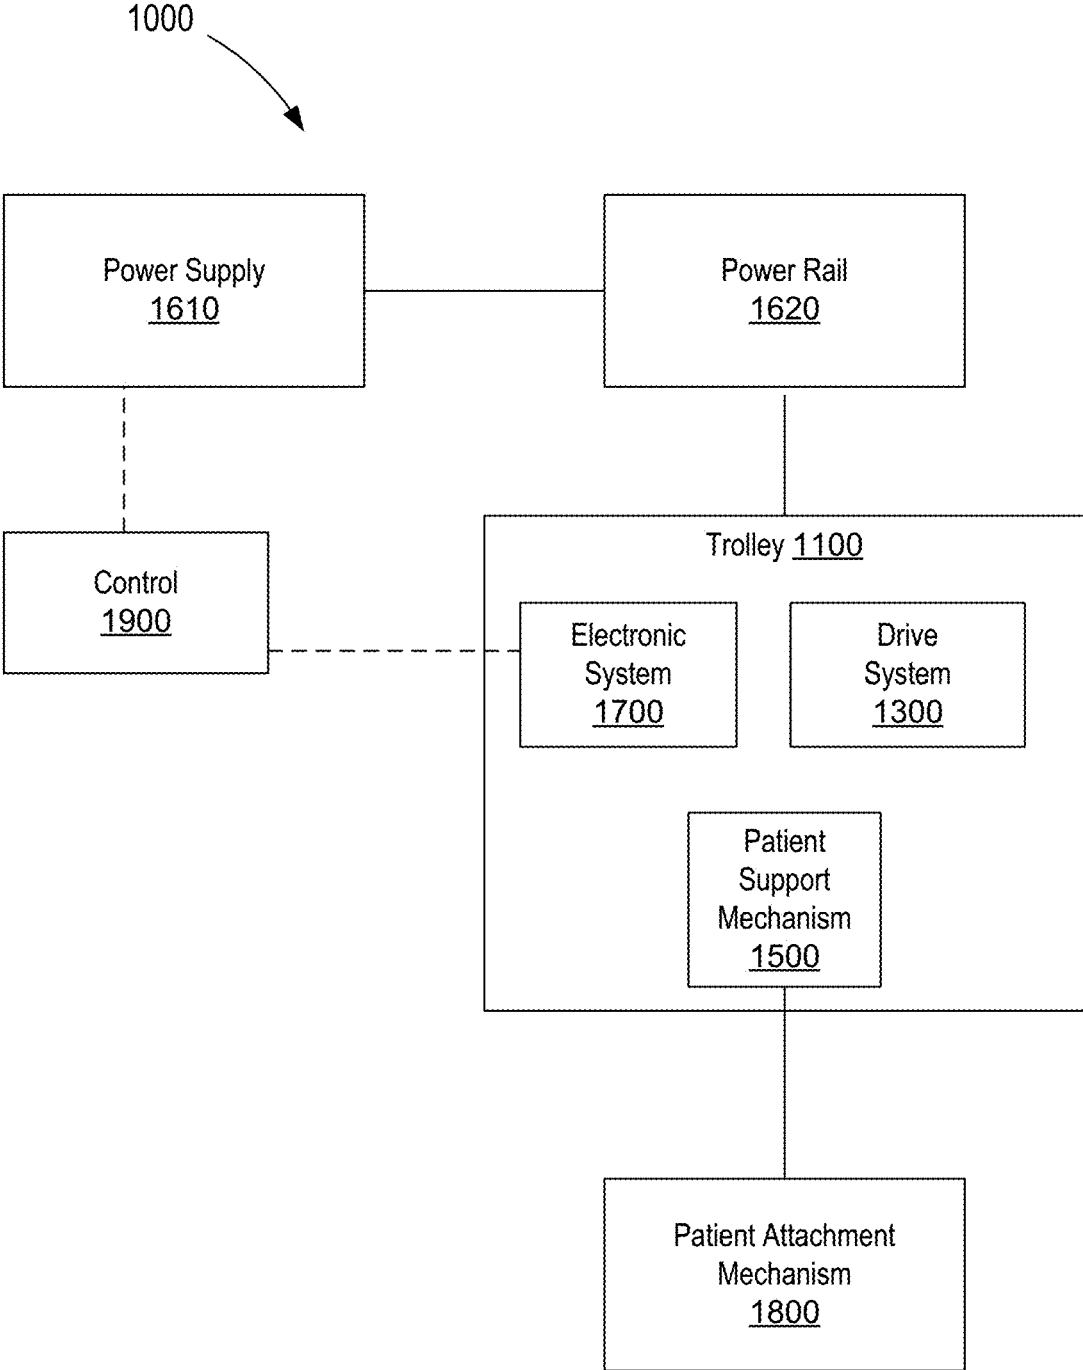 1000
Power Supply
1610
Power Rail
1620
Trolley 1100
Control
1900
Electronic
System
1700
Drive
System
1300
Patient
Support
Mechanism
1500
Patient Attachment
Mechanism
1800